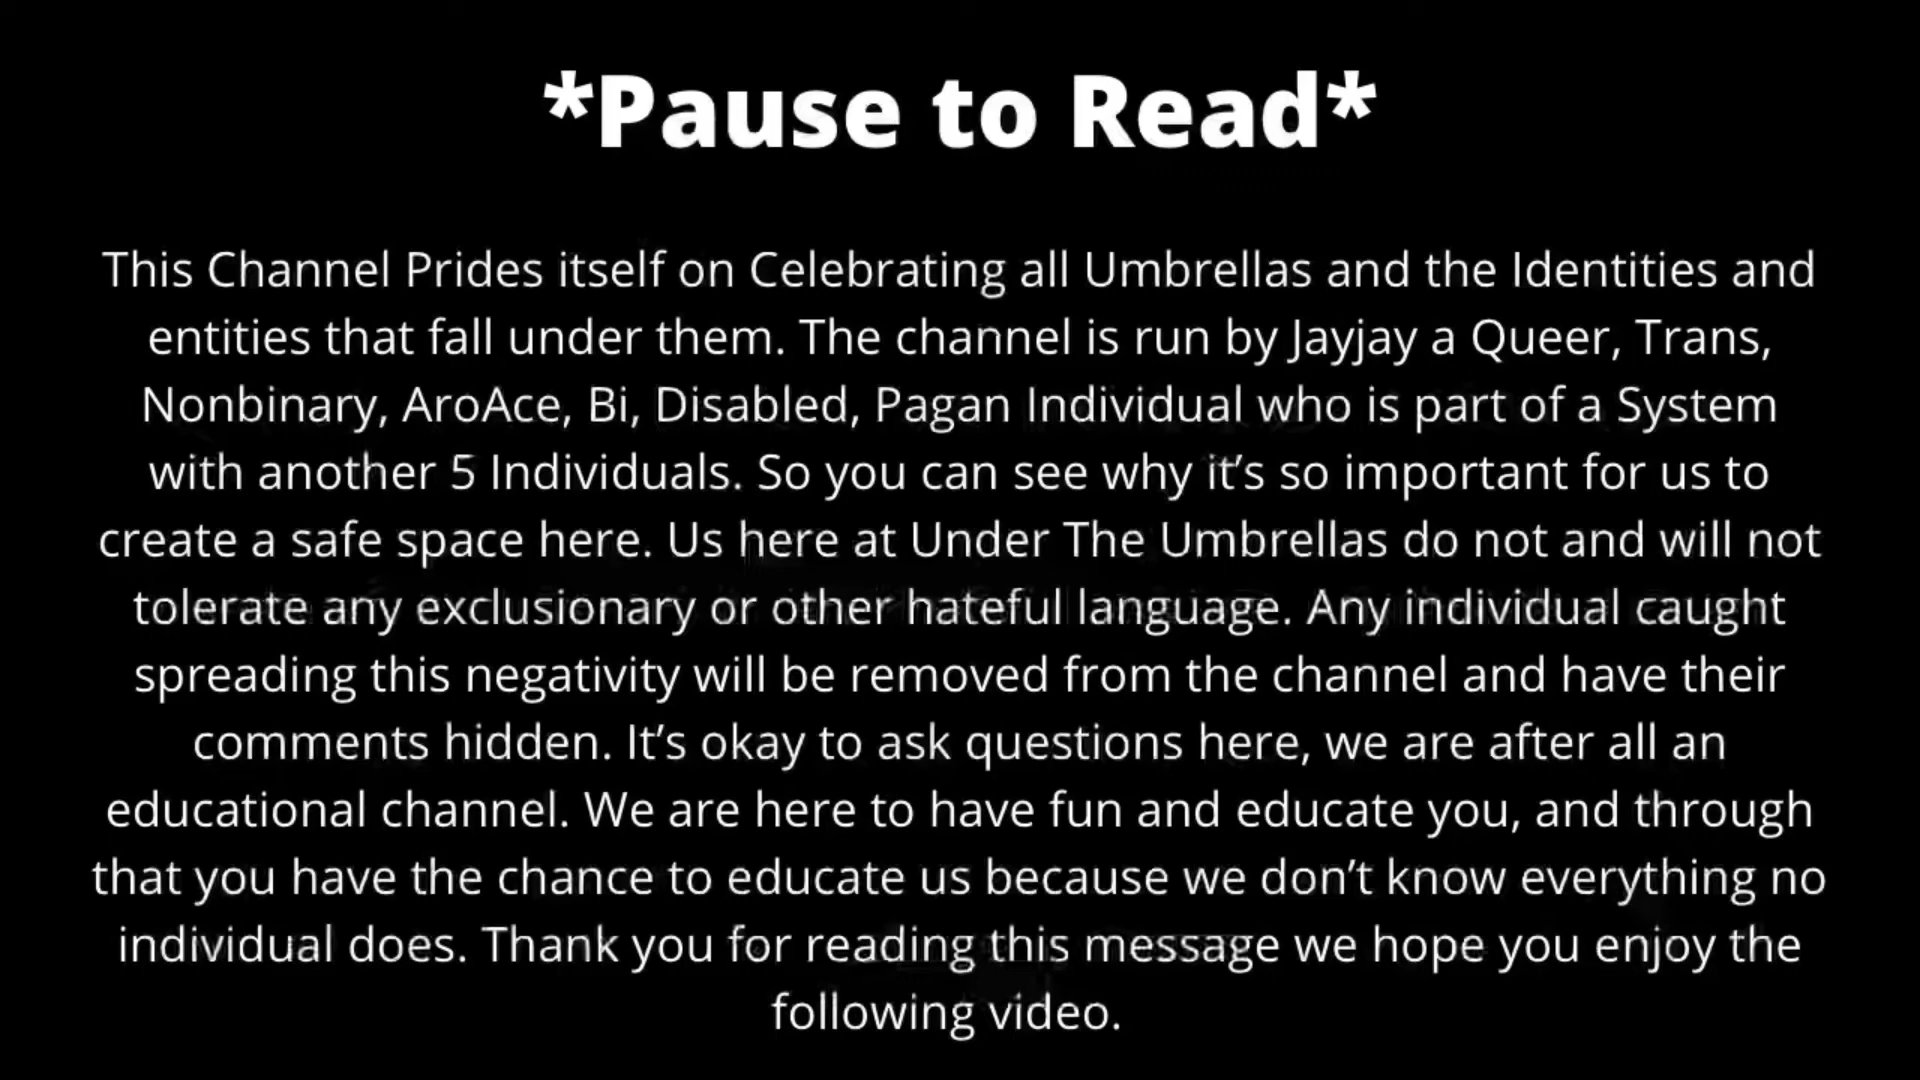 *Pause to Read*
This Channel Prides itself on Celebrating all Umbrellas and the Identities and
entities that fall under them. The channel is run by Jayjay a Queer, Trans,
Nonbinary, AroAce, Bi, Disabled, Pagan Individual who is part of a System
with another 5 Individuals. So you can see why it’s so important for us to
create a safe space here. Us here at Under The Umbrellas do not and will not
tolerate any exclusionary or other hateful language. Any individual caught
spreading this negativity will be removed from the channel and have their
comments hidden. It’s okay to ask questions here, we are after all an
educational channel. We are here to have fun and educate you, and through
that you have the chance to educate us because we don’t know everything no
individual does. Thank you for reading this message we hope you enjoy the
following video.